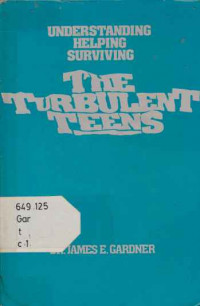 UNDERSTANDING
HELPING
SURVIVING
THE
TURBULENT
TEENS
649.125
Gar
t
c.1
DR. JAMES E. GARDNER